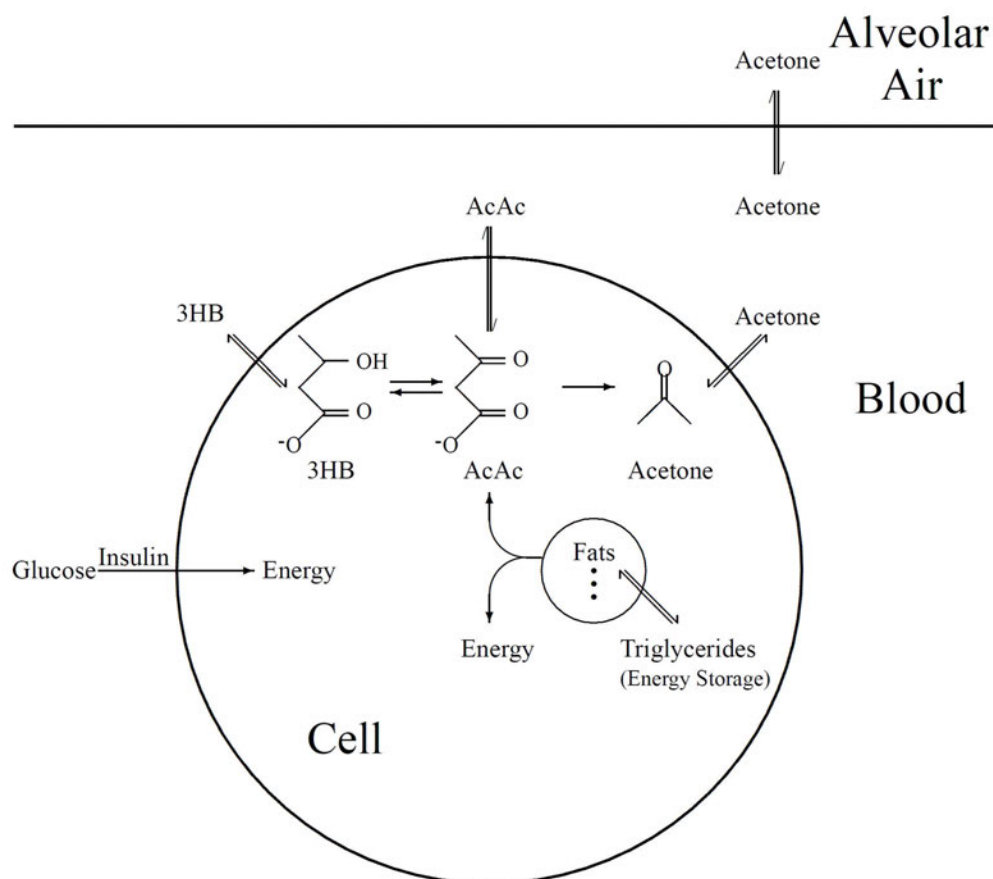 Alveolar
Air
Acetone
Acetone
AcAc
3HB
Acetone
Blood
OH
O
O
O
-O
O
-O
3HB
AcAc
Acetone
Glucose
Insulin
Energy
Fats
Energy
Triglycerides
(Energy Storage)
Cell